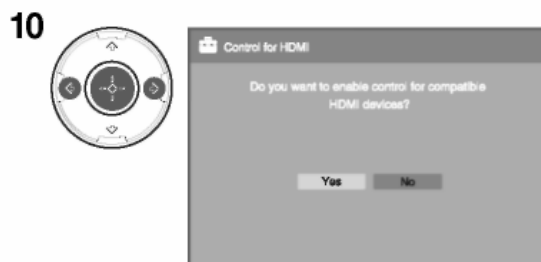 10
Control for HDMI
Do you want to enable control for compatible
HDMI devices?
Yes
No